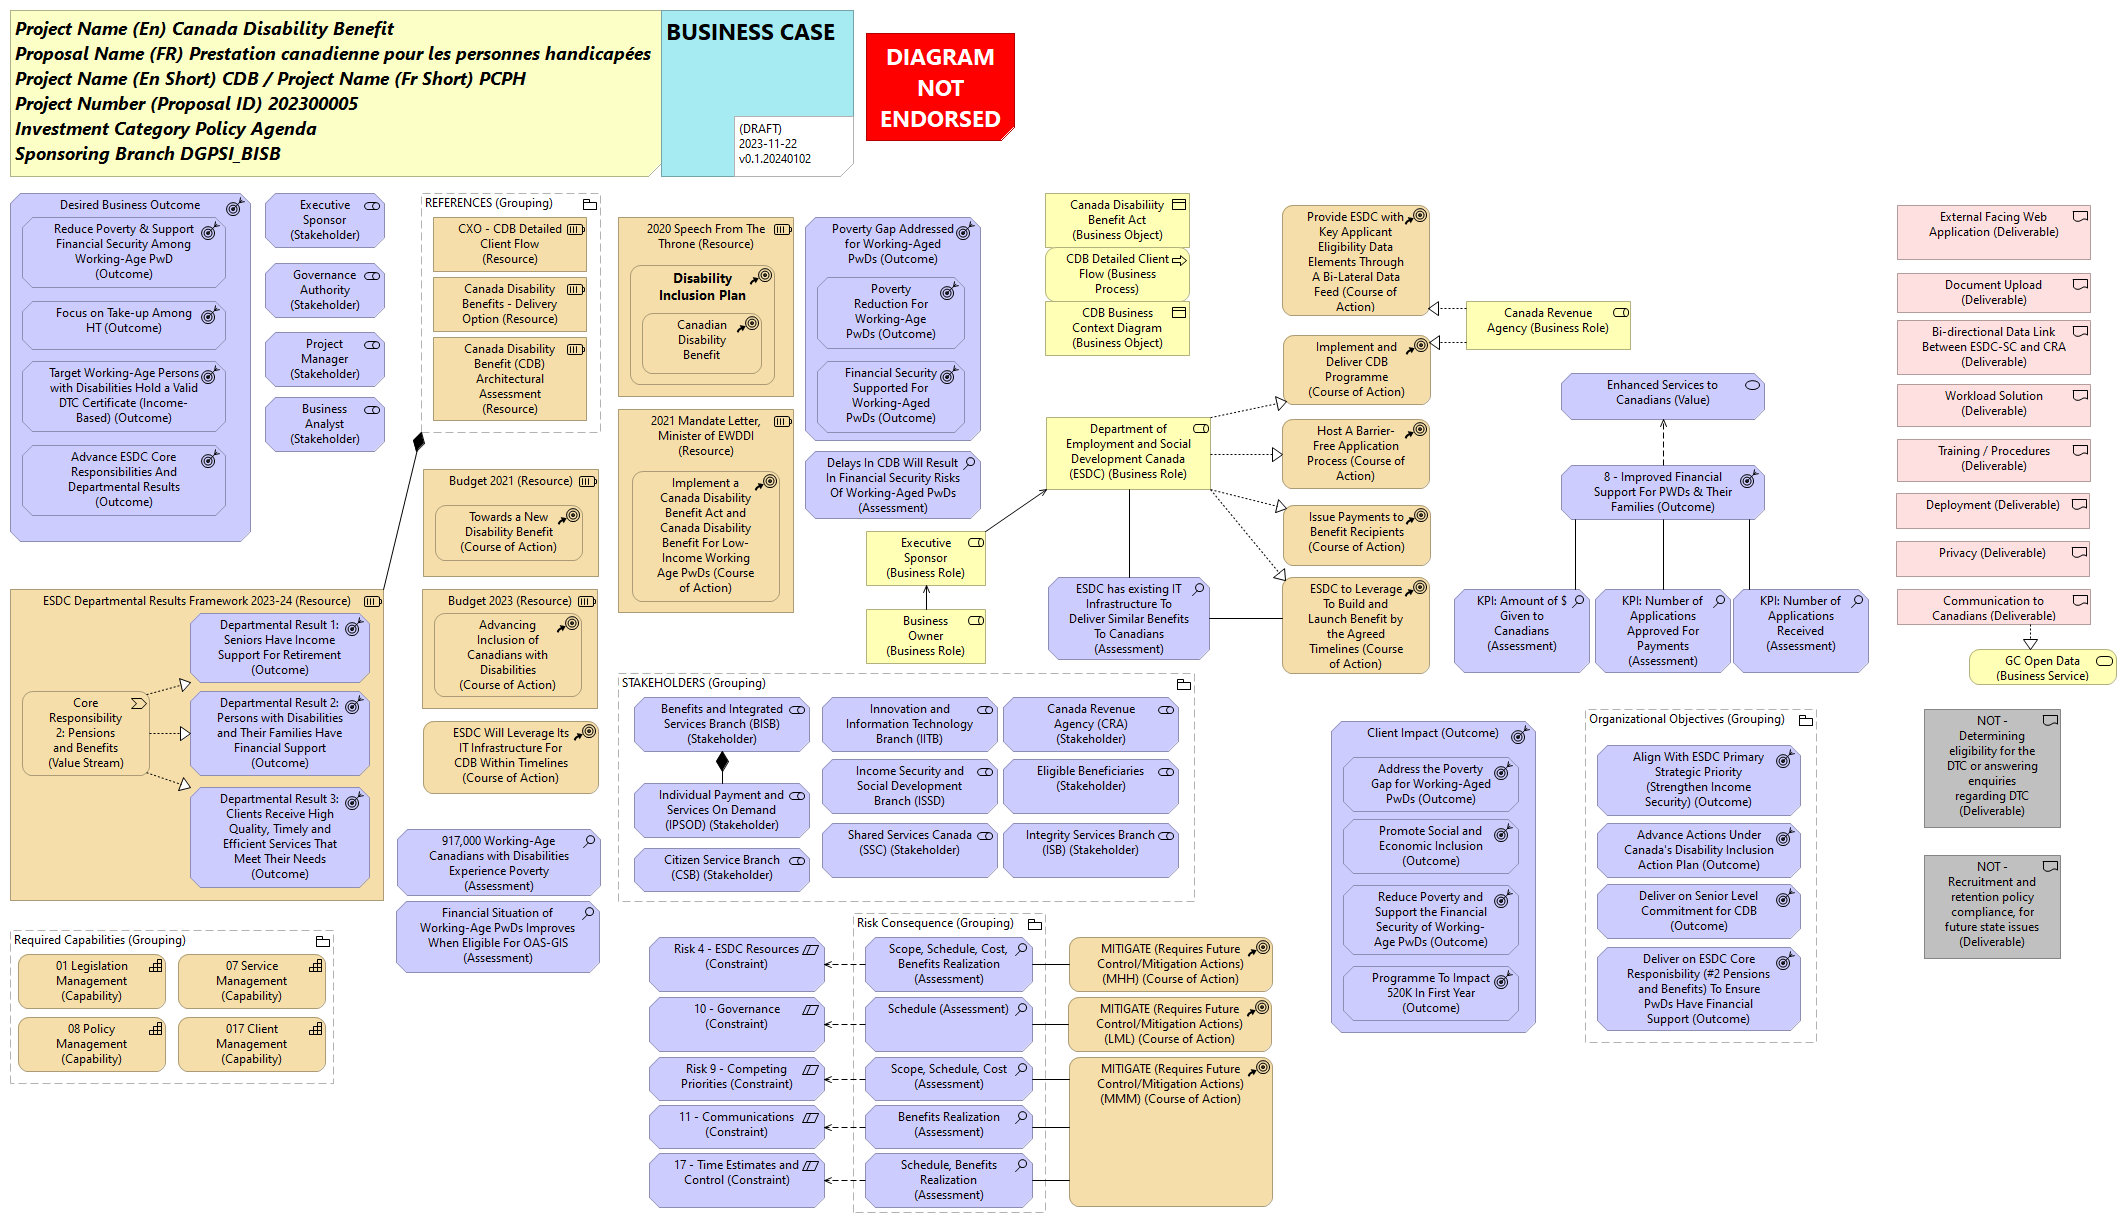 Project Name (En) Canada Disability Benefit
Proposal Name (FR) Prestation canadienne pour les personnes handicapées
Project Name (En Short) CDB / Project Name (Fr Short) PCPH
Project Number (Proposal ID) 202300005
Investment Category Policy Agenda
Sponsoring Branch DGPSI_BISB
BUSINESS CASE
(DRAFT)
2023-11-22
v0.1.20240102
DIAGRAM
NOT
ENDORSED
Desired Business Outcome
Reduce Poverty & Support
Financial Security Among
Working-Age PwD
(Outcome)
Focus on Take-up Among
HT (Outcome)
Target Working-Age Persons
with Disabilities Hold a Valid
DTC Certificate (Income-
Based) (Outcome)
Advance ESDC Core
Responsibilities And
Departmental Results
(Outcome)
Executive
Sponsor
(Stakeholder)
Governance
Authority
(Stakeholder)
Project
Manager
(Stakeholder)
Business
Analyst
(Stakeholder)
REFERENCES (Grouping)
CXO - CDB Detailed
Client Flow
(Resource)
Canada Disability
Benefits - Delivery
Option (Resource)
Canada Disability
Benefit (CDB)
Architectural
Assessment
(Resource)
Budget 2021 (Resource)
Towards a New
Disability Benefit
(Course of Action)
Budget 2023 (Resource)
Advancing
Inclusion of
Canadians with
Disabilities
(Course of Action)
ESDC Will Leverage Its
IT Infrastructure For
CDB Within Timelines
(Course of Action)
2020 Speech From The
Throne (Resource)
Disability
Inclusion Plan
Canadian
Disability
Benefit
2021 Mandate Letter,
Minister of EWDDI
(Resource)
Implement a
Canada Disability
Benefit Act and
Canada Disability
Benefit For Low-
Income Working
Age PwDs (Course
of Action)
Poverty Gap Addressed
for Working-Aged
PwDs (Outcome)
Poverty
Reduction For
Working-Age
PwDs (Outcome)
Financial Security
Supported For
Working-Aged
PwDs (Outcome)
Delays In CDB Will Result
In Financial Security Risks
Of Working-Aged PwDs
(Assessment)
Executive
Sponsor
(Business Role)
Business
Owner
(Business Role)
Canada Disabiliity
Benefit Act
(Business Object)
CDB Detailed Client
Flow (Business
Process)
CDB Business
Context Diagram
(Business Object)
Department of
Employment and Social
Development Canada
(ESDC) (Business Role)
ESDC has existing IT
Infrastructure To
Deliver Similar Benefits
To Canadians
(Assessment)
Provide ESDC with
Key Applicant
Eligibility Data
Elements Through
A Bi-Lateral Data
Feed (Course of
Action)
Implement and
Deliver CDB
Programme
(Course of Action)
Host A Barrier-
Free Application
Process (Course of
Action)
Issue Payments to
Benefit Recipients
(Course of Action)
ESDC to Leverage
To Build and
Launch Benefit by
the Agreed
Timelines (Course
of Action)
Canada Revenue
Agency (Business Role)
Enhanced Services to
Canadians (Value)
8 - Improved Financial
Support For PWDs & Their
Families (Outcome)
KPI: Amount of $
Given to
Canadians
(Assessment)
KPI: Number of
Applications
Approved For
Payments
(Assessment)
KPI: Number of
Applications
Received
(Assessment)
External Facing Web
Application (Deliverable)
Document Upload
(Deliverable)
Bi-directional Data Link
Between ESDC-SC and CRA
(Deliverable)
Workload Solution
(Deliverable)
Training / Procedures
(Deliverable)
Deployment (Deliverable)
Privacy (Deliverable)
Communication to
Canadians (Deliverable)
GC Open Data
(Business Service)
NOT -
Determining
eligibility for the
DTC or answering
enquiries
regarding DTC
(Deliverable)
NOT -
Recruitment and
retention policy
compliance, for
future state issues
(Deliverable)
ESDC Departmental Results Framework 2023-24 (Resource)
Core
Responsibility
2: Pensions
and Benefits
(Value Stream)
Departmental Result 1:
Seniors Have Income
Support For Retirement
(Outcome)
Departmental Result 2:
Persons with Disabilities
and Their Families Have
Financial Support
(Outcome)
Departmental Result 3:
Clients Receive High
Quality, Timely and
Efficient Services That
Meet Their Needs
(Outcome)
917,000 Working-Age
Canadians with Disabilities
Experience Poverty
(Assessment)
Financial Situation of
Working-Age PwDs Improves
When Eligible For OAS-GIS
(Assessment)
Required Capabilities (Grouping)
01 Legislation
Management
(Capability)
07 Service
Management
(Capability)
08 Policy
Management
(Capability)
017 Client
Management
(Capability)
STAKEHOLDERS (Grouping)
Benefits and Integrated
Services Branch (BISB)
(Stakeholder)
Individual Payment and
Services On Demand
(IPSOD) (Stakeholder)
Citizen Service Branch
(CSB) (Stakeholder)
Innovation and
Information Technology
Branch (IITB)
Income Security and
Social Development
Branch (ISSD)
Shared Services Canada
(SSC) (Stakeholder)
Canada Revenue
Agency (CRA)
(Stakeholder)
Eligible Beneficiaries
(Stakeholder)
Integrity Services Branch
(ISB) (Stakeholder)
Risk Consequence (Grouping)
Risk 4 - ESDC Resources
(Constraint)
Scope, Schedule, Cost,
Benefits Realization
(Assessment)
MITIGATE (Requires Future
Control/Mitigation Actions)
(MHH) (Course of Action)
10 - Governance
(Constraint)
Schedule (Assessment)
MITIGATE (Requires Future
Control/Mitigation Actions)
(LML) (Course of Action)
Risk 9 - Competing
Priorities (Constraint)
Scope, Schedule, Cost
(Assessment)
MITIGATE (Requires Future
Control/Mitigation Actions)
(MMM) (Course of Action)
11 - Communications
(Constraint)
Benefits Realization
(Assessment)
17 - Time Estimates and
Control (Constraint)
Schedule, Benefits
Realization
(Assessment)
Client Impact (Outcome)
Address the Poverty
Gap for Working-Aged
PwDs (Outcome)
Promote Social and
Economic Inclusion
(Outcome)
Reduce Poverty and
Support the Financial
Security of Working-
Age PwDs (Outcome)
Programme To Impact
520K In First Year
(Outcome)
Organizational Objectives (Grouping)
Align With ESDC Primary
Strategic Priority
(Strengthen Income
Security) (Outcome)
Advance Actions Under
Canada's Disability Inclusion
Action Plan (Outcome)
Deliver on Senior Level
Commitment for CDB
(Outcome)
Deliver on ESDC Core
Responisbility (#2 Pensions
and Benefits) To Ensure
PwDs Have Financial
Support (Outcome)